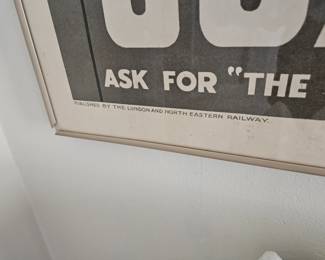 ASK FOR "THE
PUBLISHED BY THE LONDON AND NORTH EASTERN RAILWAY.